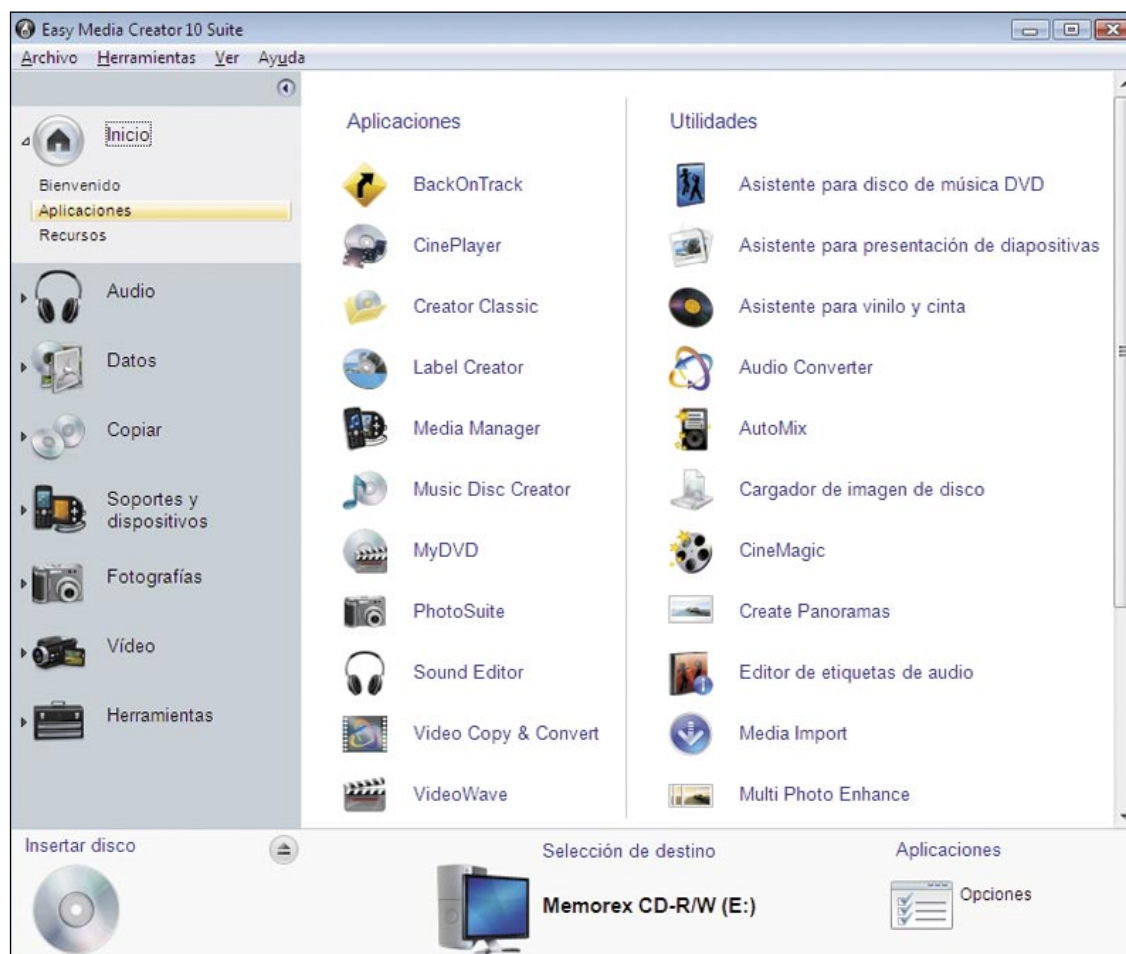 Easy Media Creator 10 Suite
Archivo Herramientas Ver Ayuda
Inicio
Bienvenido
Aplicaciones
Recursos
Audio
Datos
Copiar
Soportes y
dispositivos
Fotografías
Vídeo
Herramientas
Aplicaciones
BackOnTrack
CinePlayer
Creator Classic
Label Creator
Media Manager
Music Disc Creator
MyDVD
PhotoSuite
Sound Editor
Video Copy & Convert
VideoWave
Utilidades
Asistente para disco de música DVD
Asistente para presentación de diapositivas
Asistente para vinilo y cinta
Audio Converter
AutoMix
Cargador de imagen de disco
CineMagic
Create Panoramas
Editor de etiquetas de audio
Media Import
Multi Photo Enhance
Insertar disco
Selección de destino
Memorex CD-R/W (E:)
Aplicaciones
Opciones